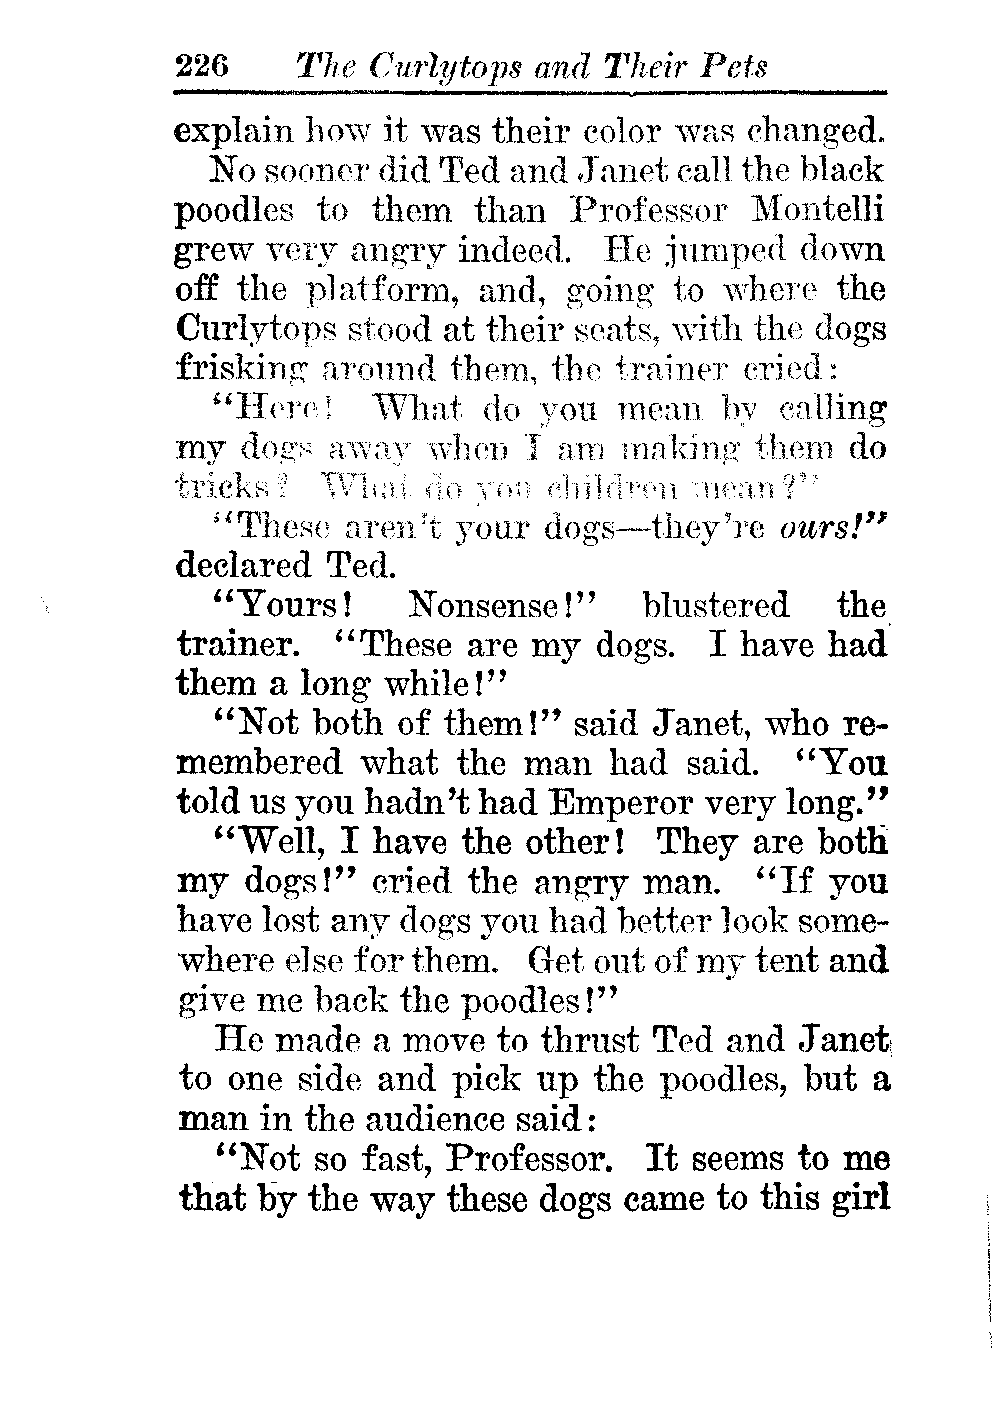 226 The Curlytops and Their Pets
explain how it was their color was changed.
No sooner did Ted and Janet call the black
poodles to them than Professor Montelli
grew very angry indeed. He jumped down
off the platform, and, going to where the
Curlytops stood at their seats, with the dogs
frisking around them, the trainer cried:
“Here! What do you mean by calling
my dogs away when I am making them do
tricks? What do you children mean?”
“These aren’t your dogs—they’re ours!”
declared Ted.
“Yours! Nonsense!” blustered the
trainer. “These are my dogs. I have had
them a long while!”
“Not both of them!” said Janet, who re-
membered what the man had said. “You
told us you hadn’t had Emperor very long.”
“Well, I have the other! They are both
my dogs!” cried the angry man. “If you
have lost any dogs you had better look some-
where else for them. Get out of my tent and
give me back the poodles!”
He made a move to thrust Ted and Janet
to one side and pick up the poodles, but a
man in the audience said:
“Not so fast, Professor. It seems to me
that by the way these dogs came to this girl